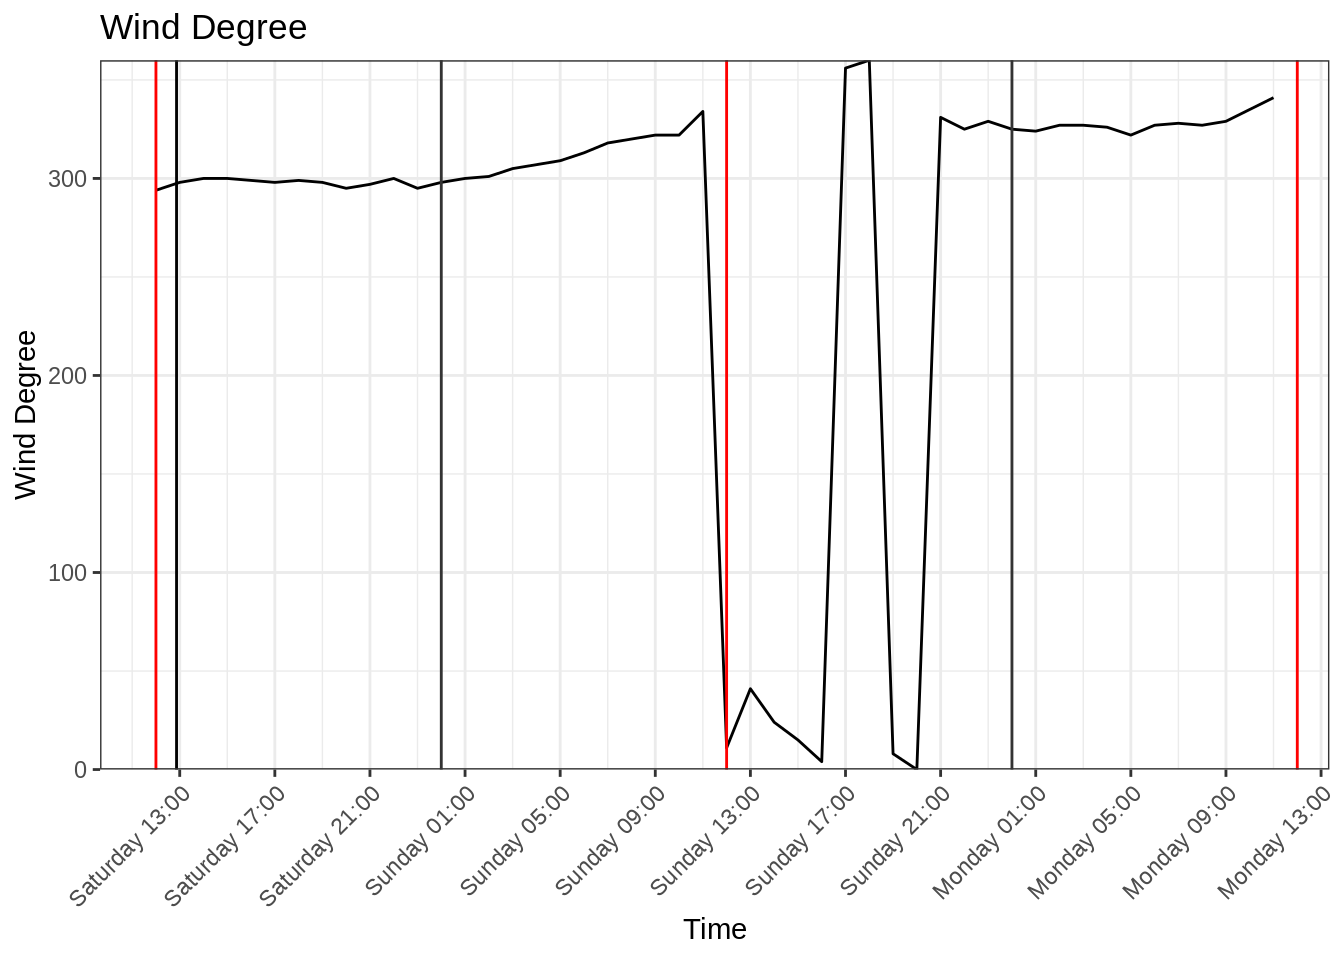 Wind Degree
Wind Degree
300
200
100
0
Saturday 13:00
Saturday 17:00
Saturday 21:00
Sunday 01:00
Sunday 05:00
Sunday 09:00
Sunday 13:00
Sunday 17:00
Sunday 21:00
Monday 01:00
Monday 05:00
Monday 09:00
Monday 13:00
Time